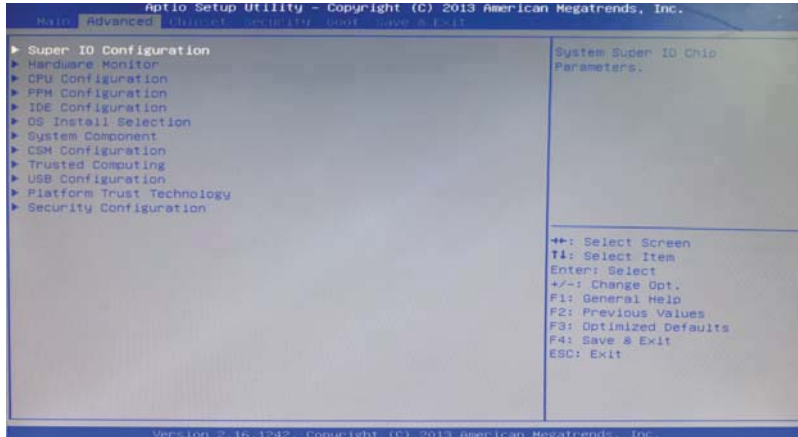 Aptio Setup Utility – Copyright (C) 2013 American Megatrends, Inc.
Main Advanced Chipset Security Boot Save & Exit
▶ Super IO Configuration
▶ Hardware Monitor
▶ CPU Configuration
▶ PPM Configuration
▶ IDE Configuration
▶ OS Install Selection
▶ System Component
▶ CSM Configuration
▶ Trusted Computing
▶ USB Configuration
▶ Platform Trust Technology
▶ Security Configuration
System Super IO Chip
Parameters.
→←: Select Screen
↑↓: Select Item
Enter: Select
+/-: Change Opt.
F1: General Help
F2: Previous Values
F3: Optimized Defaults
F4: Save & Exit
ESC: Exit
Version 2.16.1242. Copyright (C) 2013 American Megatrends, Inc.